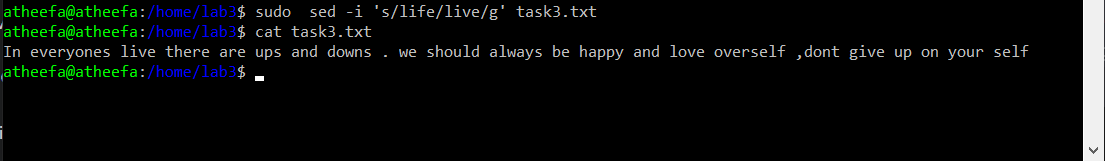 atheefa@atheefa:/home/lab3$ sudo  sed -i 's/life/live/g' task3.txt
atheefa@atheefa:/home/lab3$ cat task3.txt
In everyones live there are ups and downs . we should always be happy and love overself ,dont give up on your self
atheefa@atheefa:/home/lab3$